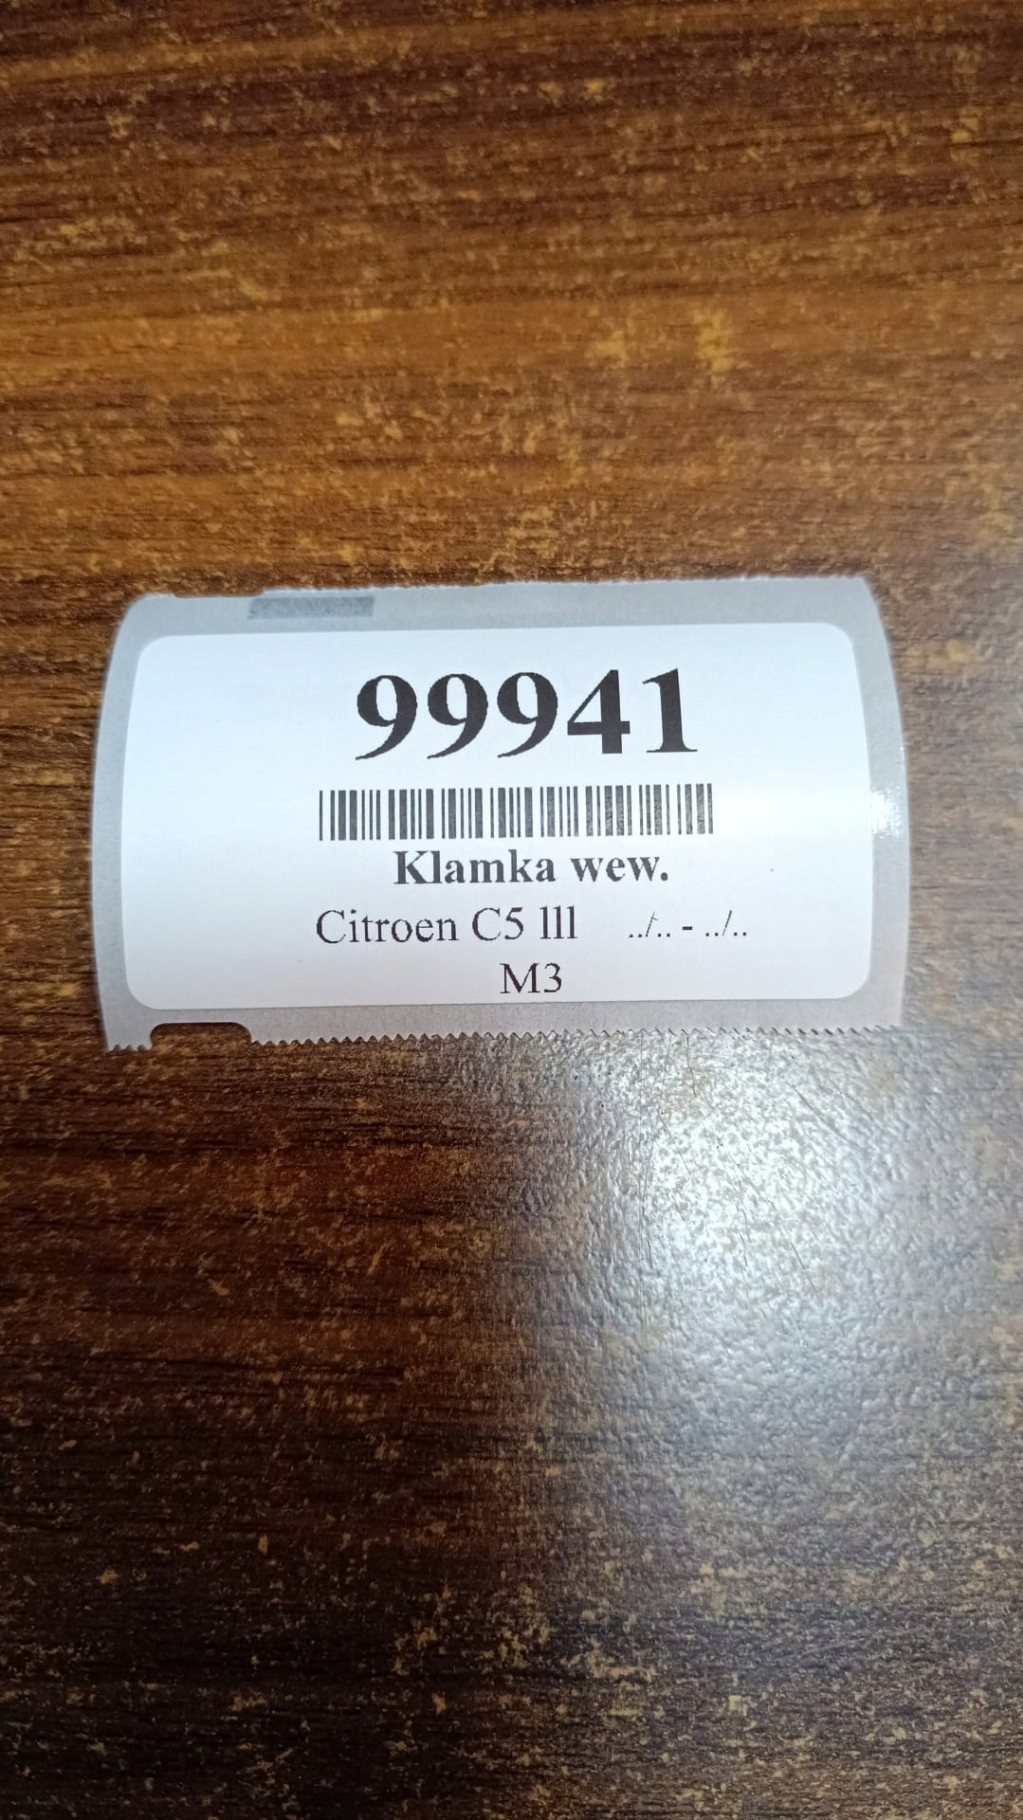 99941
Klamka wew.
Citroen C5 lll ../.. - ../..
M3